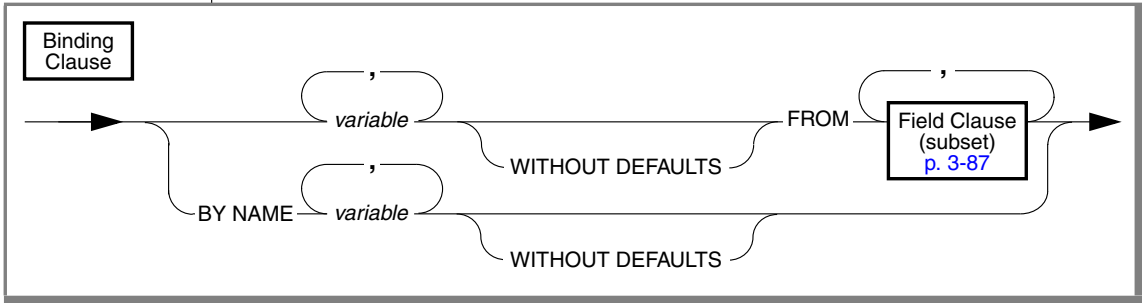 Binding
Clause
, ,
variable FROM Field Clause
(subset)
p. 3-87
WITHOUT DEFAULTS
,
BY NAME variable
WITHOUT DEFAULTS